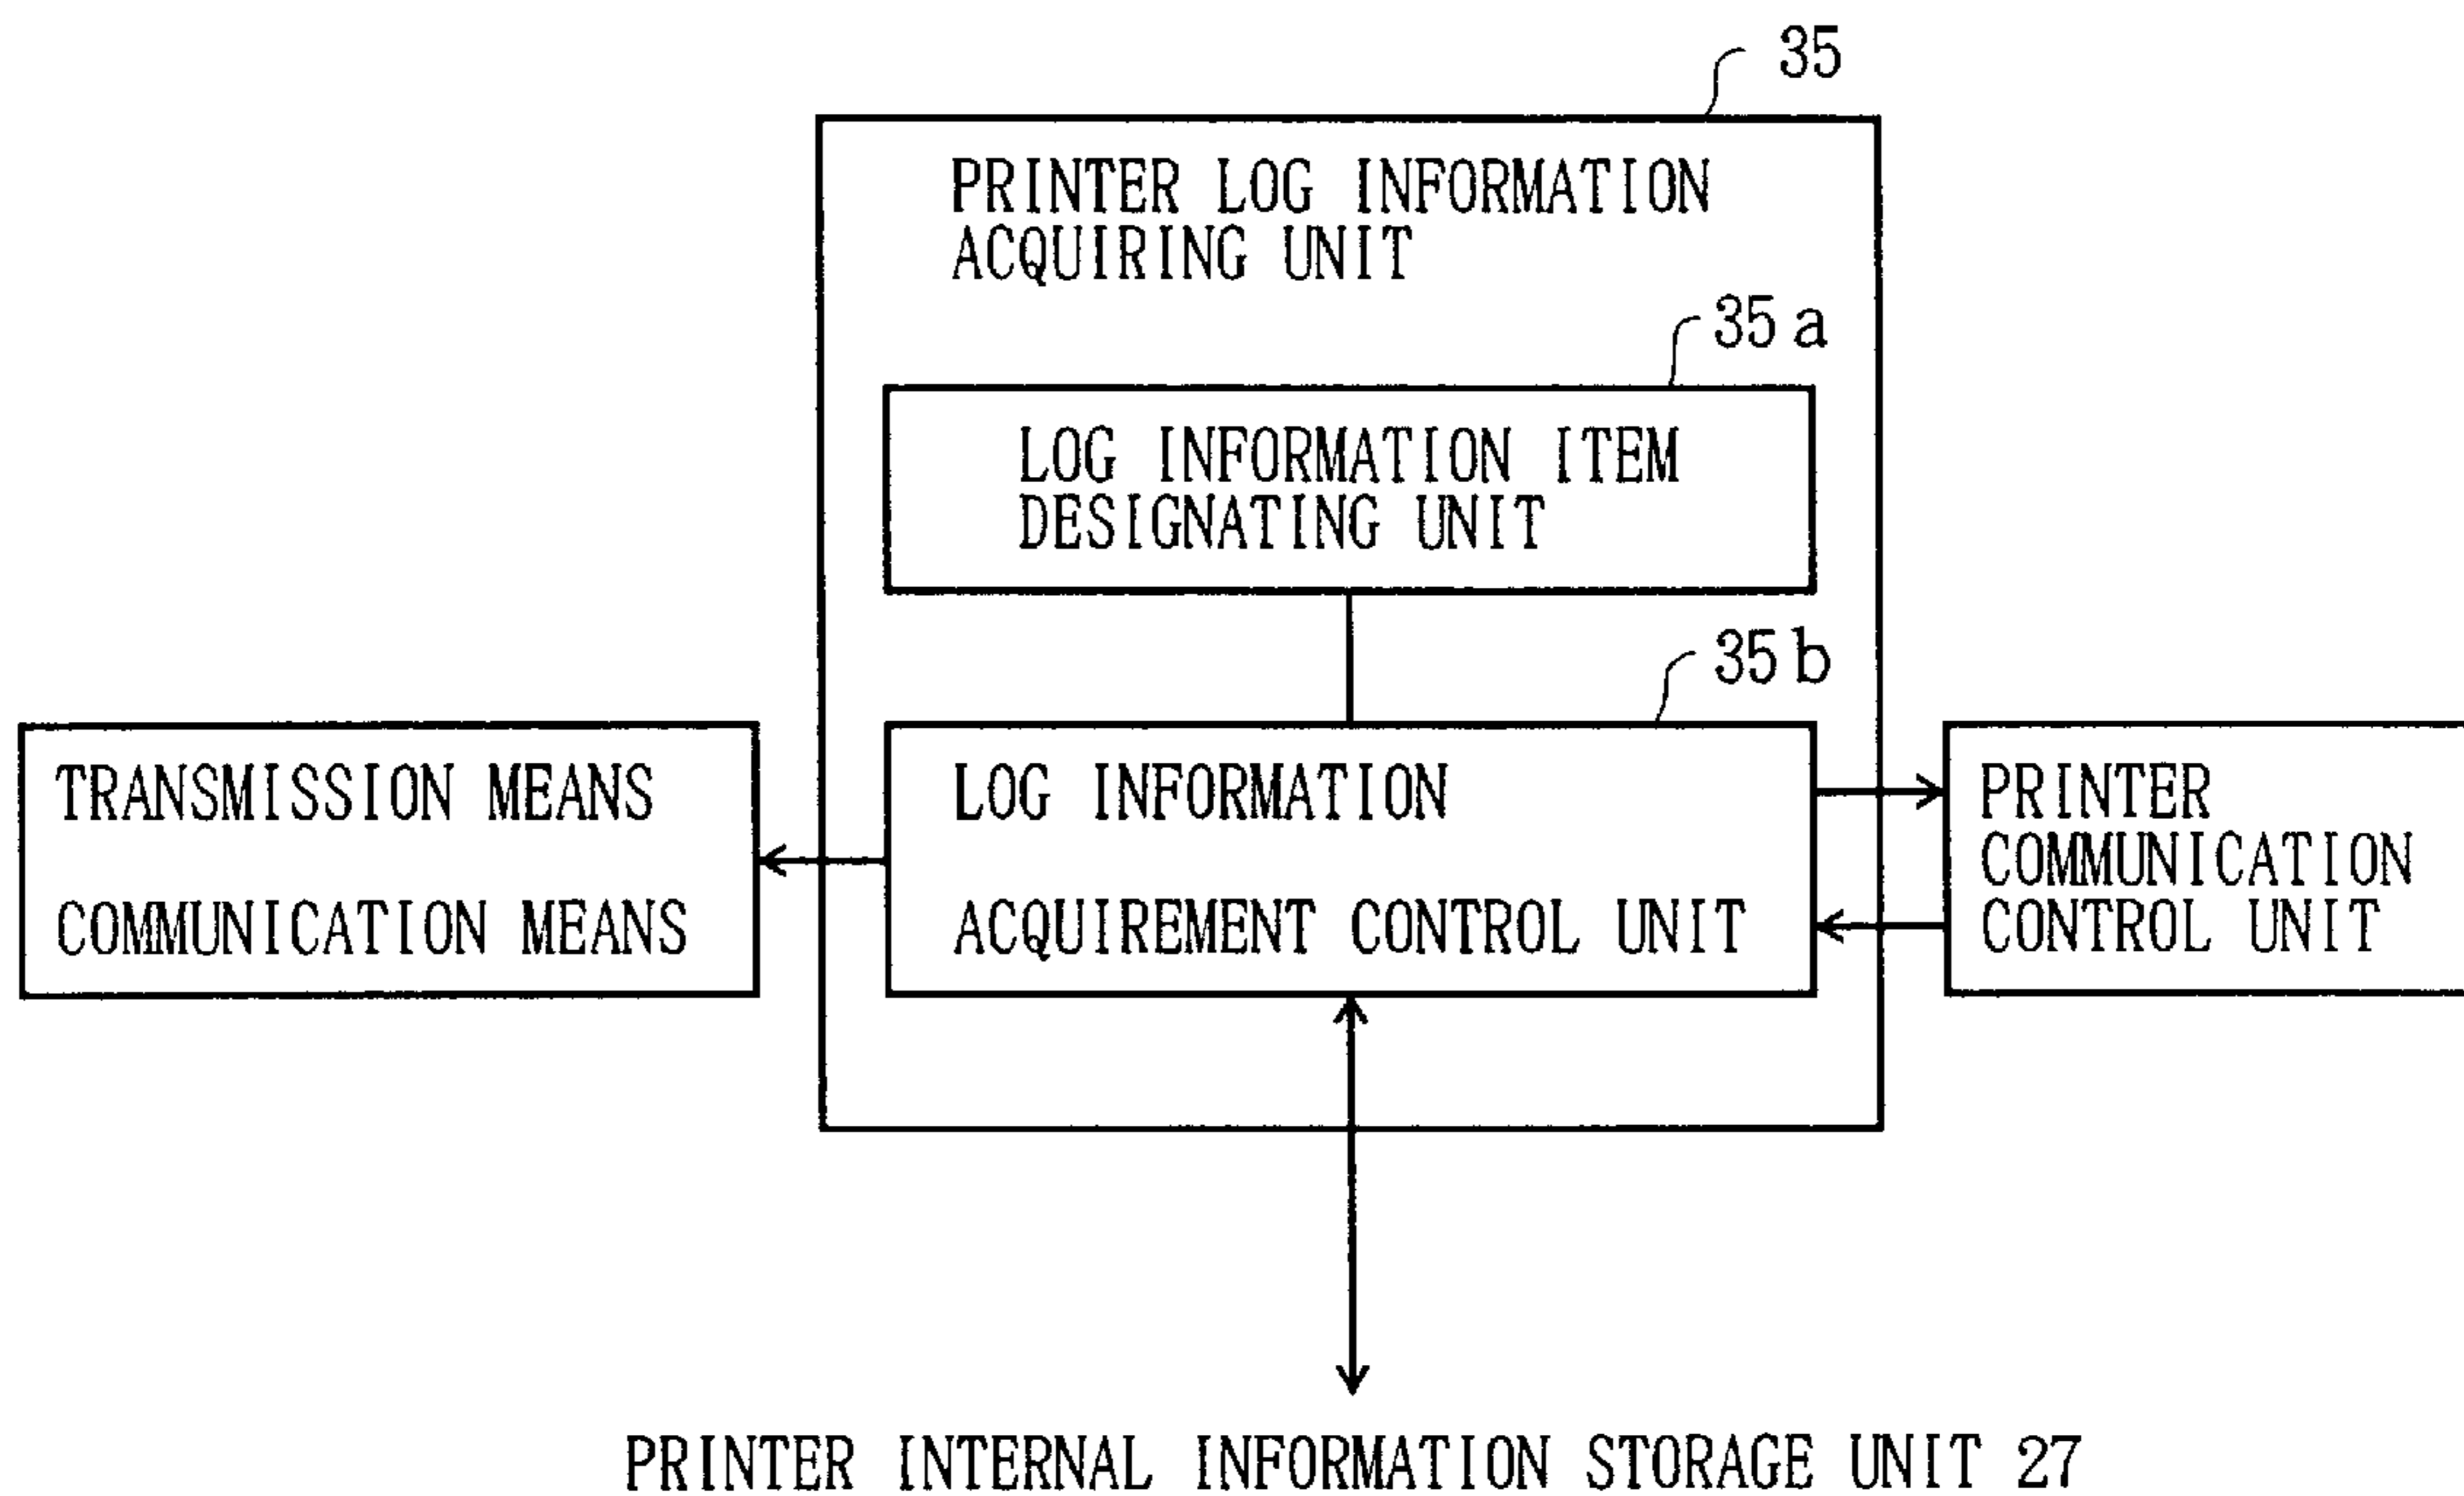 35
PRINTER LOG INFORMATION
ACQUIRING UNIT
35a
LOG INFORMATION ITEM
DESIGNATING UNIT
35b
TRANSMISSION MEANS
COMMUNICATION MEANS
LOG INFORMATION
ACQUIREMENT CONTROL UNIT
PRINTER
COMMUNICATION
CONTROL UNIT
PRINTER INTERNAL INFORMATION STORAGE UNIT 27